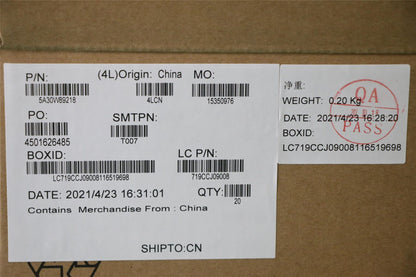 P/N:
(4L)Origin: China
MO:
5A30W89218
4LCN
15350976
PO:
SMTPN:
4501626485
T007
BOXID:
LC P/N:
LC719CCJ09008116519698
719CCJ09008
DATE: 2021/4/23 16:31:01
QTY:
20
Contains Merchandise From : China
SHIPTO:CN
净重:
WEIGHT: 0.20 Kg
DATE: 2021/4/23 16:28:20
BOXID:
LC719CCJ09008116519698
QA
PASS